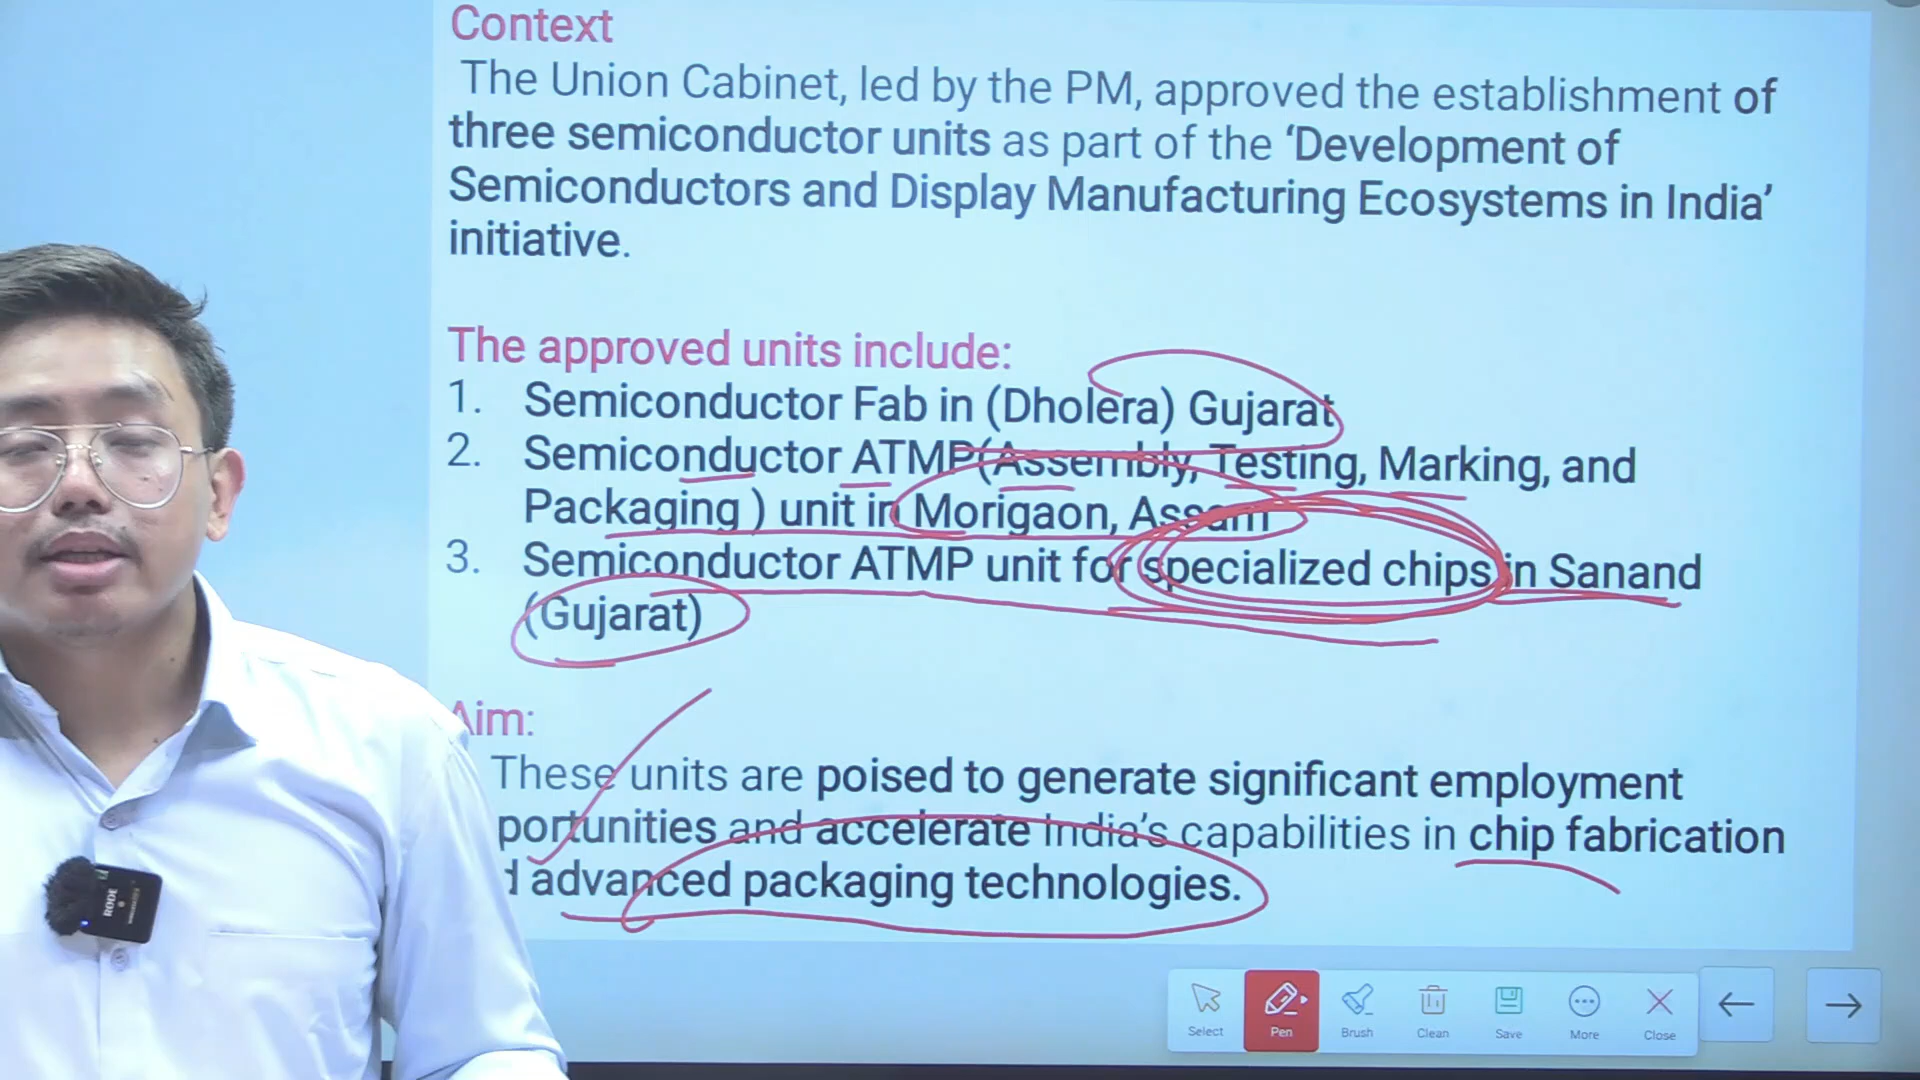 Context
The Union Cabinet, led by the PM, approved the establishment of
three semiconductor units as part of the ‘Development of
Semiconductors and Display Manufacturing Ecosystems in India’
initiative.
The approved units include:
1. Semiconductor Fab in (Dholera) Gujarat
2. Semiconductor ATMP(Assembly, Testing, Marking, and
Packaging ) unit in Morigaon, Assam
3. Semiconductor ATMP unit for specialized chips in Sanand
(Gujarat)
Aim:
These units are poised to generate significant employment
portunities and accelerate India’s capabilities in chip fabrication
d advanced packaging technologies.
RODE
Select Pen Brush Clean Save More Close